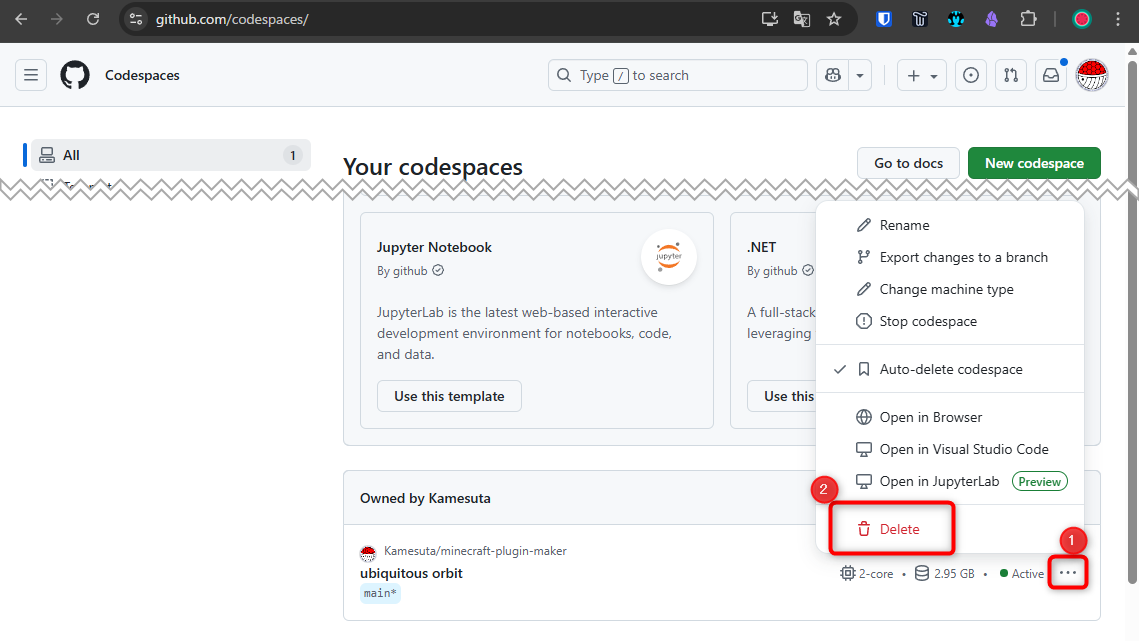 github.com/codespaces/
Codespaces
Type / to search
All 1
Your codespaces
Go to docs
New codespace
Jupyter Notebook
By github
jupyter
JupyterLab is the latest web-based interactive
development environment for notebooks, code,
and data.
Use this template
.NET
By github
A full-stack
leveraging
Use this
Rename
Export changes to a branch
Change machine type
Stop codespace
Auto-delete codespace
Open in Browser
Open in Visual Studio Code
Open in JupyterLab Preview
2
Delete
1
Owned by Kamesuta
Kamesuta/minecraft-plugin-maker
ubiquitous orbit
main*
2-core • 2.95 GB • Active